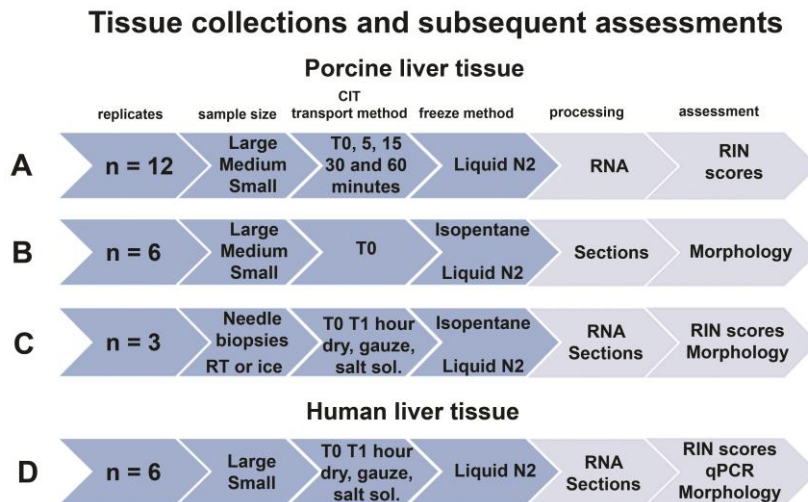 Tissue collections and subsequent assessments
Porcine liver tissue
replicates
sample size
CIT
transport method
freeze method
processing
assessment
A
n = 12
Large
Medium
Small
T0, 5, 15
30 and 60
minutes
Liquid N2
RNA
RIN
scores
B
n = 6
Large
Medium
Small
T0
Isopentane
Liquid N2
Sections
Morphology
C
n = 3
Needle
biopsies
RT or ice
T0 T1 hour
dry, gauze,
salt sol.
Isopentane
Liquid N2
RNA
Sections
RIN scores
Morphology
Human liver tissue
D
n = 6
Large
Small
T0 T1 hour
dry, gauze,
salt sol.
Liquid N2
RNA
Sections
RIN scores
qPCR
Morphology